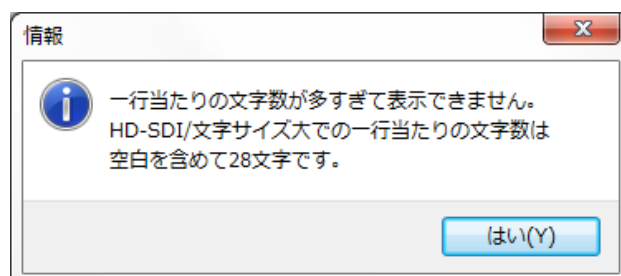 情報
一行当たりの文字数が多すぎて表示できません。
HD-SDI/文字サイズ大での一行当たりの文字数は
空白を含めて28文字です。
はい(Y)